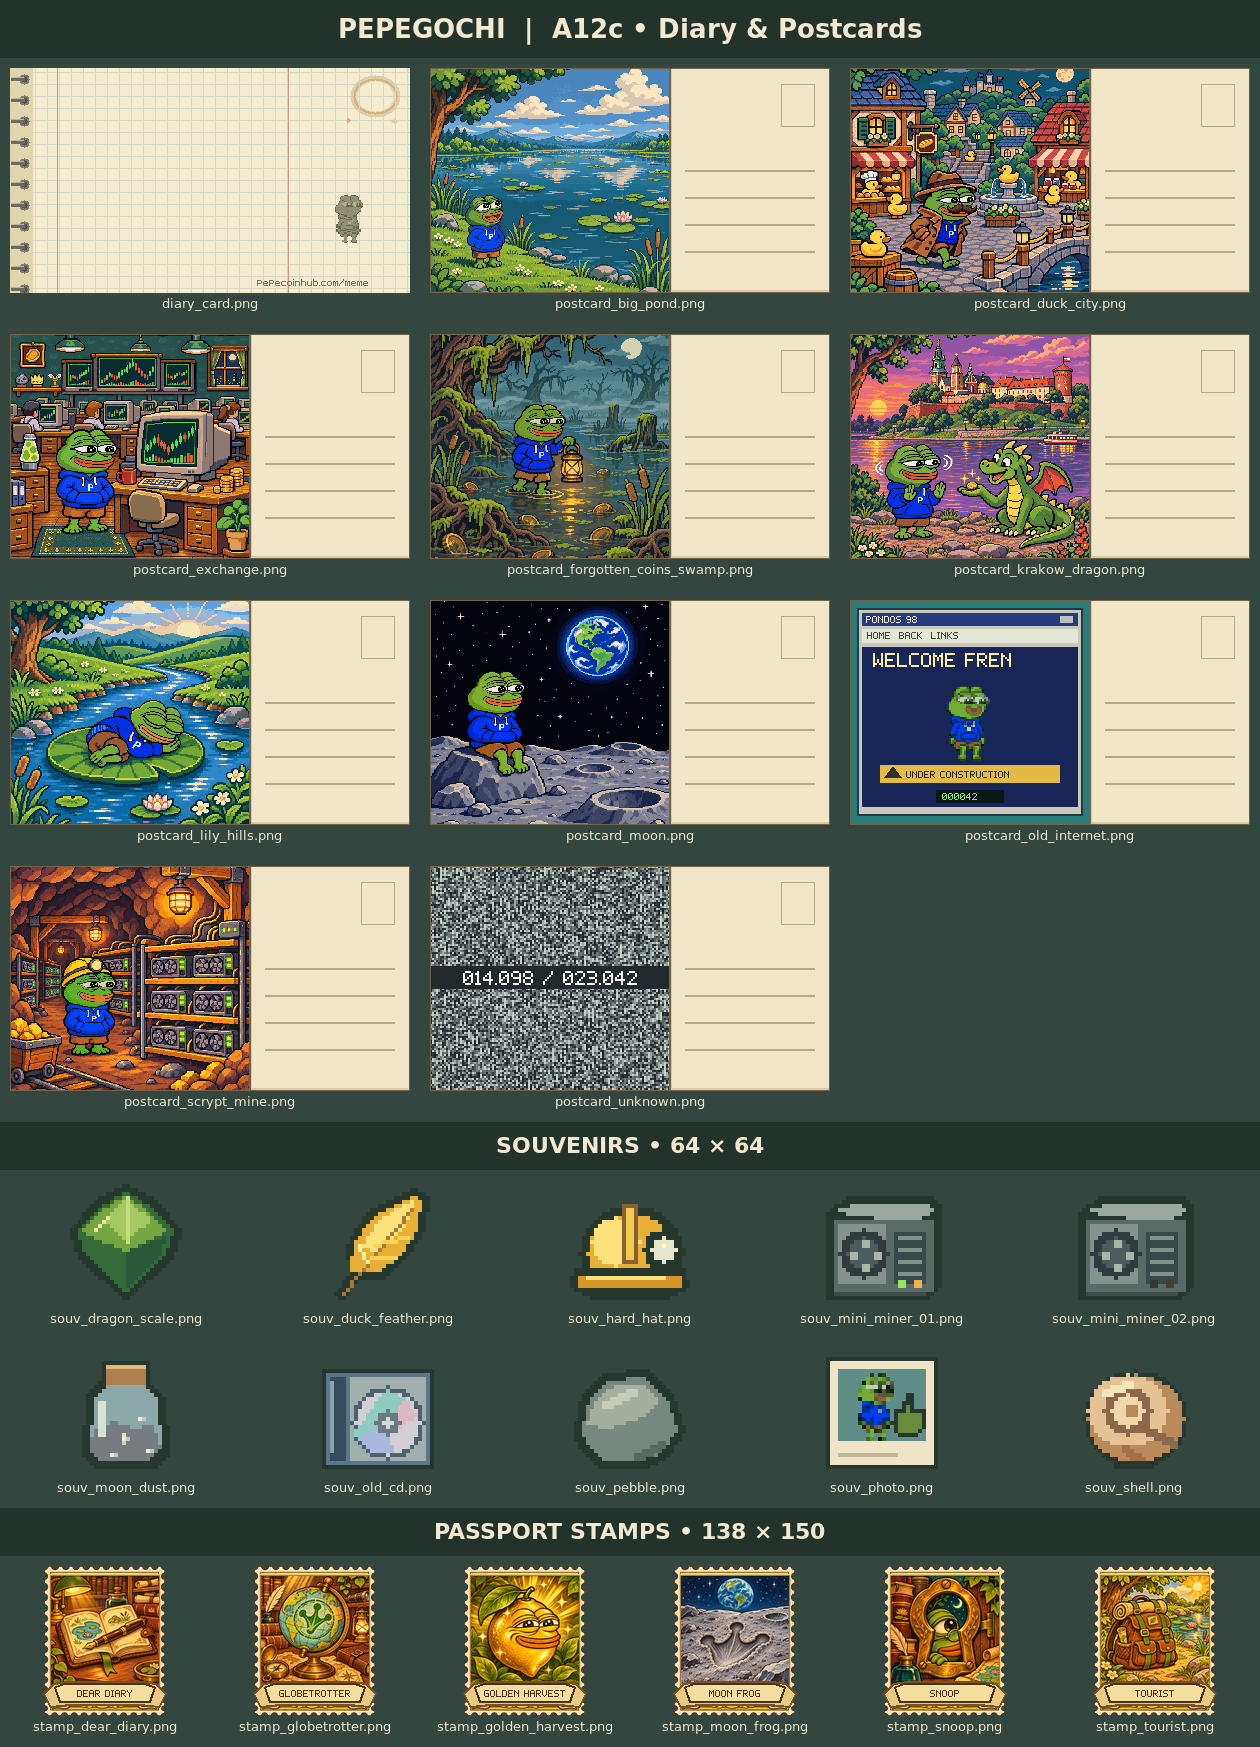 PEPEGOCHI | A12c • Diary & Postcards
PePecoinhub.com/meme
diary_card.png
postcard_big_pond.png
P
postcard_duck_city.png
P
postcard_exchange.png
P
postcard_forgotten_coins_swamp.png
P
postcard_krakow_dragon.png
P
postcard_lily_hills.png
P
postcard_moon.png
PONDOS 98
HOME BACK LINKS
WELCOME FREN
UNDER CONSTRUCTION
000042
postcard_old_internet.png
P
postcard_scrypt_mine.png
014.098 / 023.042
postcard_unknown.png
SOUVENIRS • 64 × 64
souv_dragon_scale.png
souv_duck_feather.png
souv_hard_hat.png
souv_mini_miner_01.png
souv_mini_miner_02.png
souv_moon_dust.png
souv_old_cd.png
souv_pebble.png
souv_photo.png
souv_shell.png
PASSPORT STAMPS • 138 × 150
DEAR DIARY
GLOBETROTTER
GOLDEN HARVEST
MOON FROG
SNOOP
TOURIST
stamp_dear_diary.png
stamp_globetrotter.png
stamp_golden_harvest.png
stamp_moon_frog.png
stamp_snoop.png
stamp_tourist.png